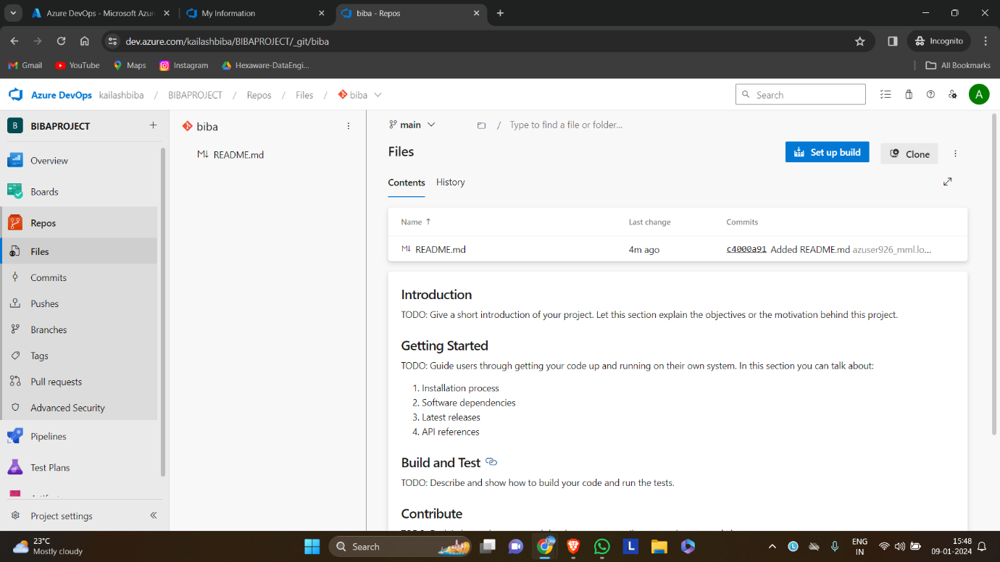 Azure DevOps - Microsoft Azur
My Information
biba - Repos
dev.azure.com/kailashbiba/BIBAPROJECT/_git/biba
Incognito
Gmail
YouTube
Maps
Instagram
Hexaware-DataEngi...
All Bookmarks
Azure DevOps kailashbiba / BIBAPROJECT / Repos / Files / biba
Search
A
B BIBAPROJECT
Overview
Boards
Repos
Files
Commits
Pushes
Branches
Tags
Pull requests
Advanced Security
Pipelines
Test Plans
Project settings
biba
README.md
main
/ Type to find a file or folder...
Files
Set up build
Clone
Contents History
Name ↑ Last change Commits
README.md 4m ago c4000a91 Added README.md azuser926_mml.lo...
Introduction
TODO: Give a short introduction of your project. Let this section explain the objectives or the motivation behind this project.
Getting Started
TODO: Guide users through getting your code up and running on their own system. In this section you can talk about:
1. Installation process
2. Software dependencies
3. Latest releases
4. API references
Build and Test
TODO: Describe and show how to build your code and run the tests.
Contribute
23°C
Mostly cloudy
Search
L
ENG
IN
15:48
09-01-2024